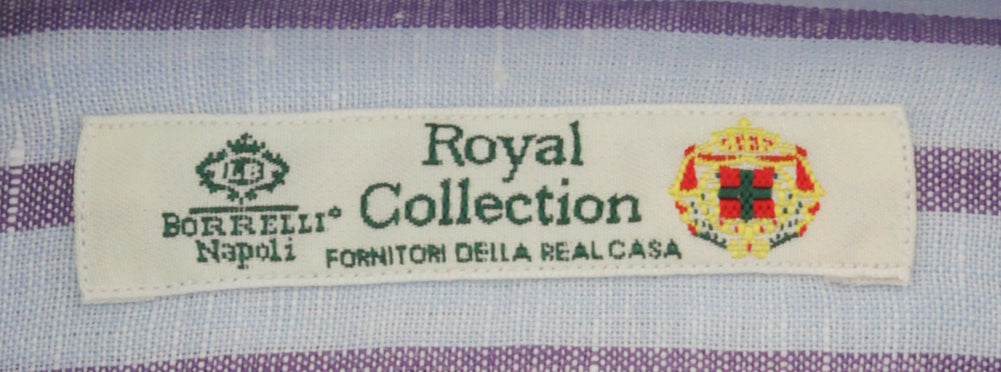 LB
BORRELLI
Napoli
Royal
Collection
FORNITORI DELLA REAL CASA